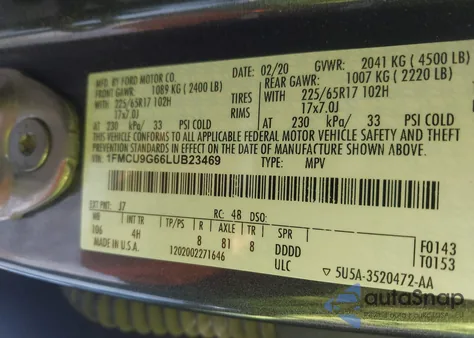 MFD. BY FORD MOTOR CO. DATE: 02/20 GVWR: 2041 KG (4500 LB)
FRONT GAWR: 1089 KG (2400 LB) REAR GAWR: 1007 KG (2220 LB)
WITH 225/65R17 102H TIRES WITH 225/65R17 102H
17x7.0J RIMS 17x7.0J
AT 230 kPa/ 33 PSI COLD AT 230 kPa/ 33 PSI COLD
THIS VEHICLE CONFORMS TO ALL APPLICABLE FEDERAL MOTOR VEHICLE SAFETY AND THEFT
PREVENTION STANDARDS IN EFFECT ON THE DATE OF MANUFACTURE SHOWN ABOVE.
VIN: 1FMCU9G66LUB23469 TYPE: MPV
EXT PNT: J7 RC: 48 DSO:
WB INT TR TP/PS R AXLE TR SPR F0143
106 4H 8 81 8 DDDD T0153
MADE IN U.S.A. 1202002271646 ULC ▽ 5U5A-3520472-AA
autoSnap